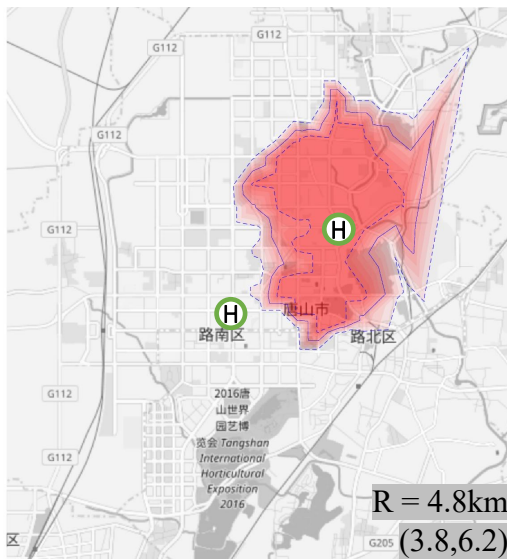 G112
G112
G112
H
G112
H
唐山市
路南区
路北区
G112
2016唐
山世界
园艺博
览会 Tangshan
International
Horticultural
Exposition
2016
G112
R = 4.8km
区
G205
(3.8,6.2)